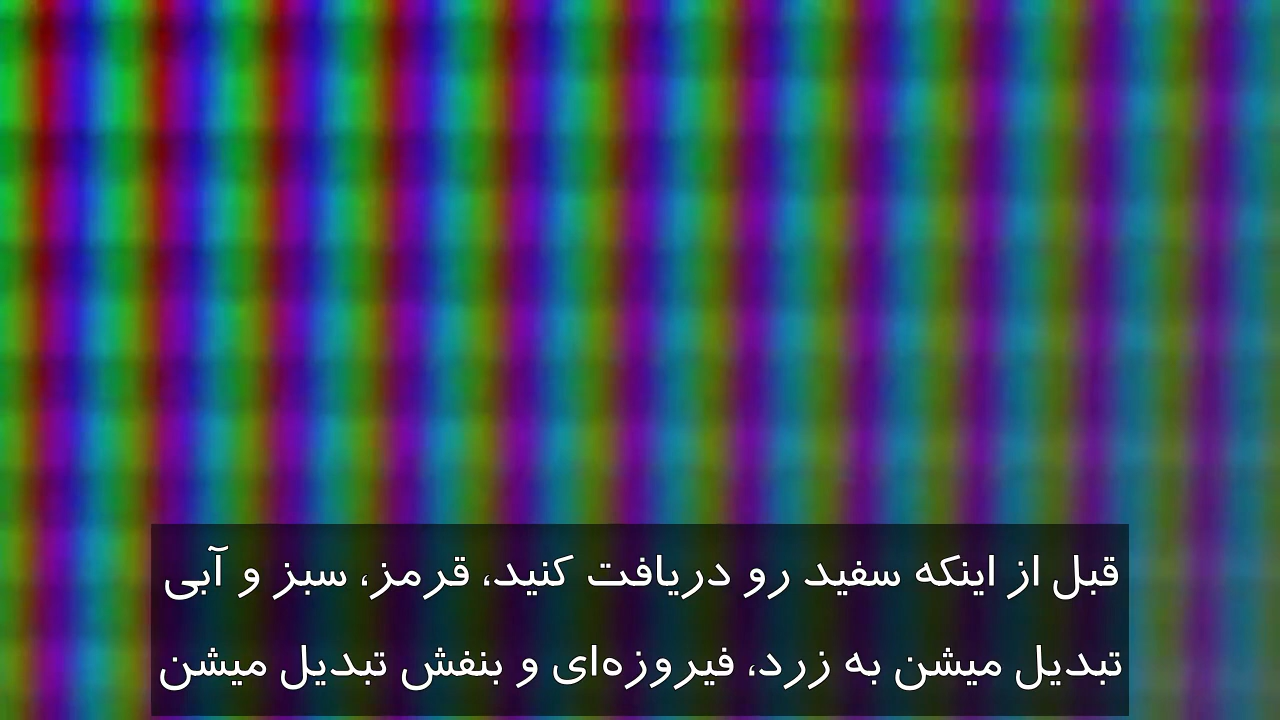 قبل از اینکه سفید رو دریافت کنید، قرمز، سبز و آبی
تبدیل میشن به زرد، فیروزه‌ای و بنفش تبدیل میشن